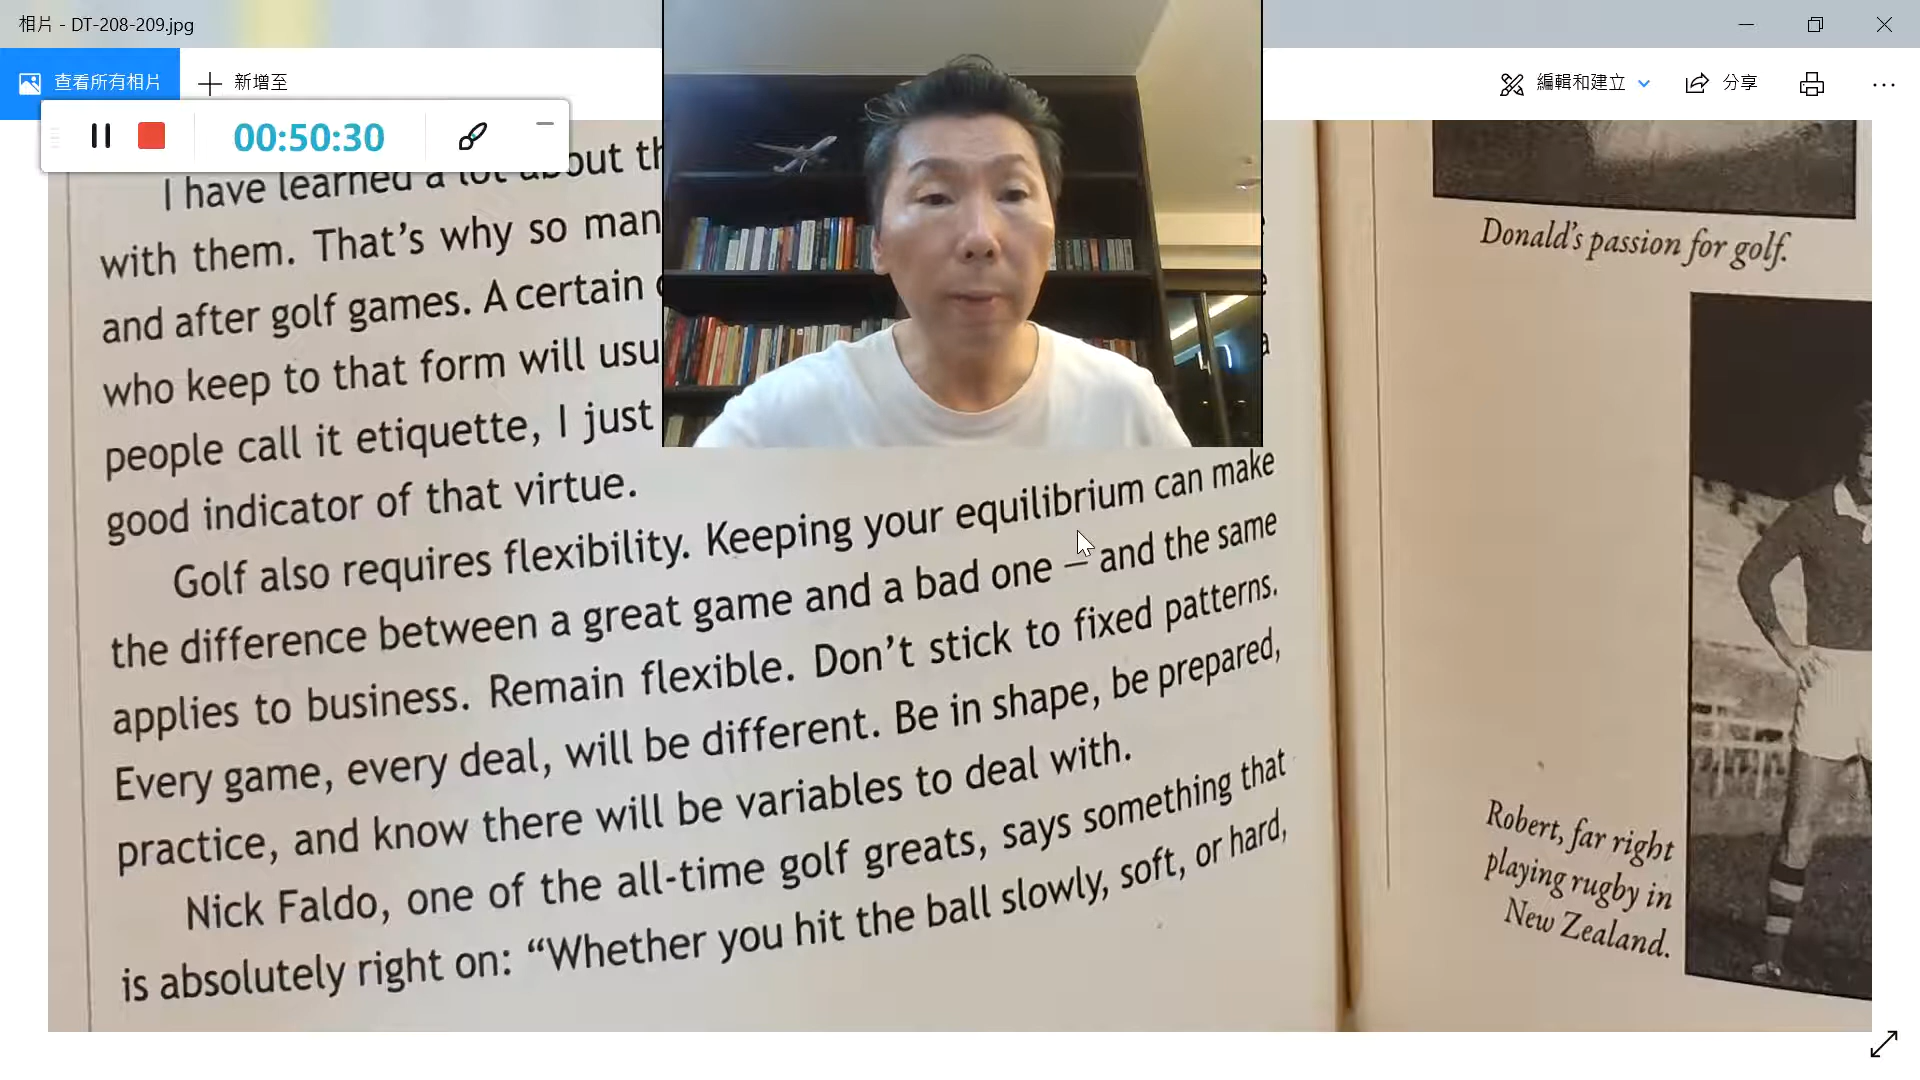 相片 - DT-208-209.jpg
查看所有相片
新增至
編輯和建立
分享
00:50:30
I have learned a lot about
with them. That's why so
and after golf games. A certain
who keep to that form will
people call it etiquette, I just
good indicator of that virtue.
Golf also requires flexibility. Keeping your equilibrium can make
the difference between a great game and a bad one – and the same
applies to business. Remain flexible. Don't stick to fixed patterns.
Every game, every deal, will be different. Be in shape, be prepared,
practice, and know there will be variables to deal with.
Nick Faldo, one of the all-time golf greats, says something that
is absolutely right on: “Whether you hit the ball slowly, soft, or hard,
Donald's passion for golf.
Robert, far right
playing rugby in
New Zealand.